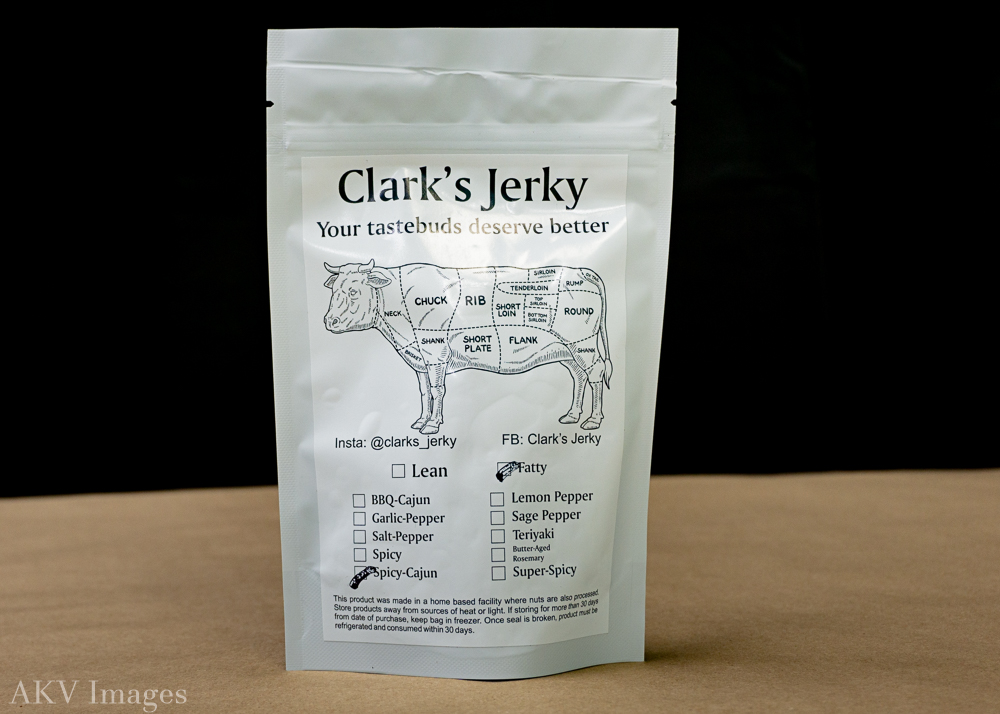 Clark's Jerky
Your tastebuds deserve better
SIRLOIN
TENDERLOIN
RUMP
CHUCK
RIB
TOP SIRLOIN
SHORT LOIN
BOTTOM SIRLOIN
ROUND
NECK
SHANK
SHORT PLATE
FLANK
SHANK
BRISKET
Insta: @clarks_jerky FB: Clark's Jerky
Lean Fatty
BBQ-Cajun
Garlic-Pepper
Salt-Pepper
Spicy
Spicy-Cajun
Lemon Pepper
Sage Pepper
Teriyaki
Butter-Aged
Rosemary
Super-Spicy
This product was made in a home based facility where nuts are also processed.
Store products away from sources of heat or light. If storing for more than 30 days
from date of purchase, keep bag in freezer. Once seal is broken, product must be
refrigerated and consumed within 30 days.
AKV Images